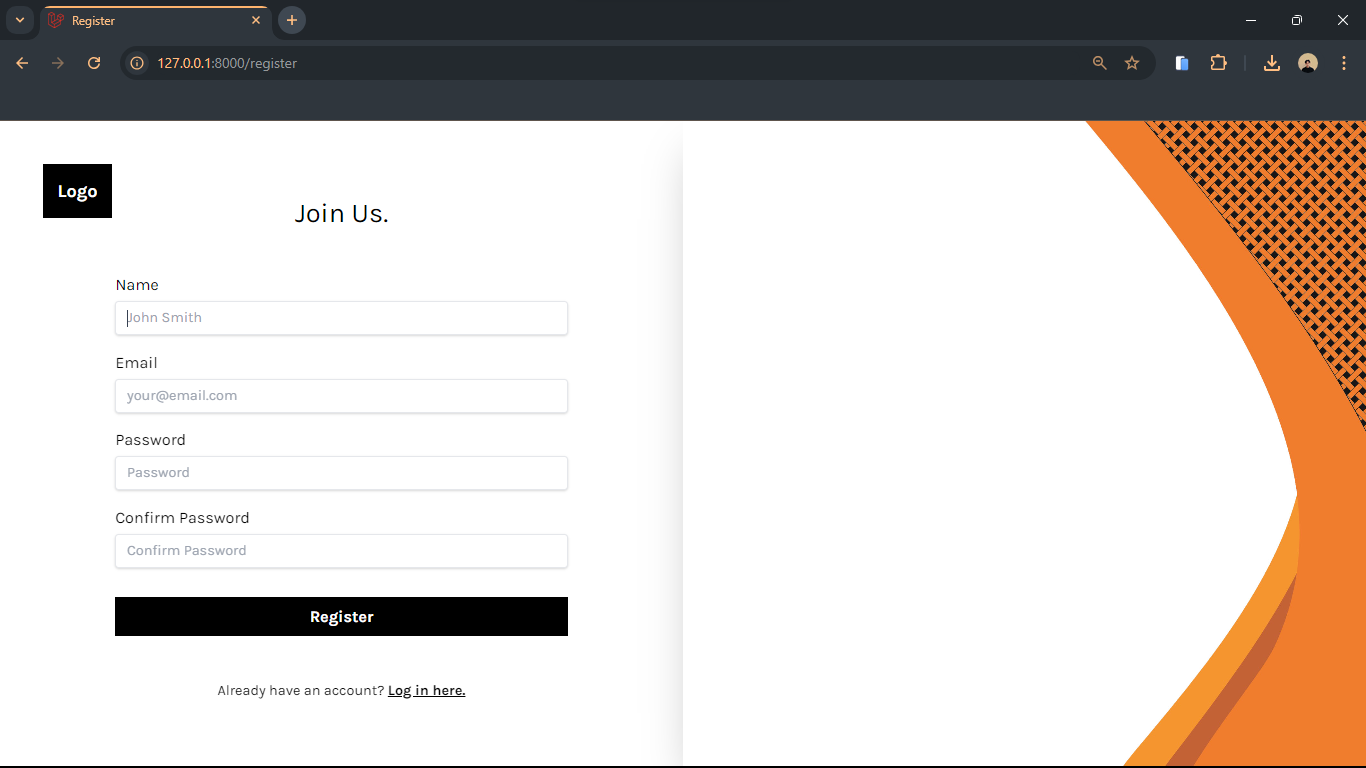 Register
127.0.0.1:8000/register
Logo
Join Us.
Name
John Smith
Email
your@email.com
Password
Password
Confirm Password
Confirm Password
Register
Already have an account? Log in here.